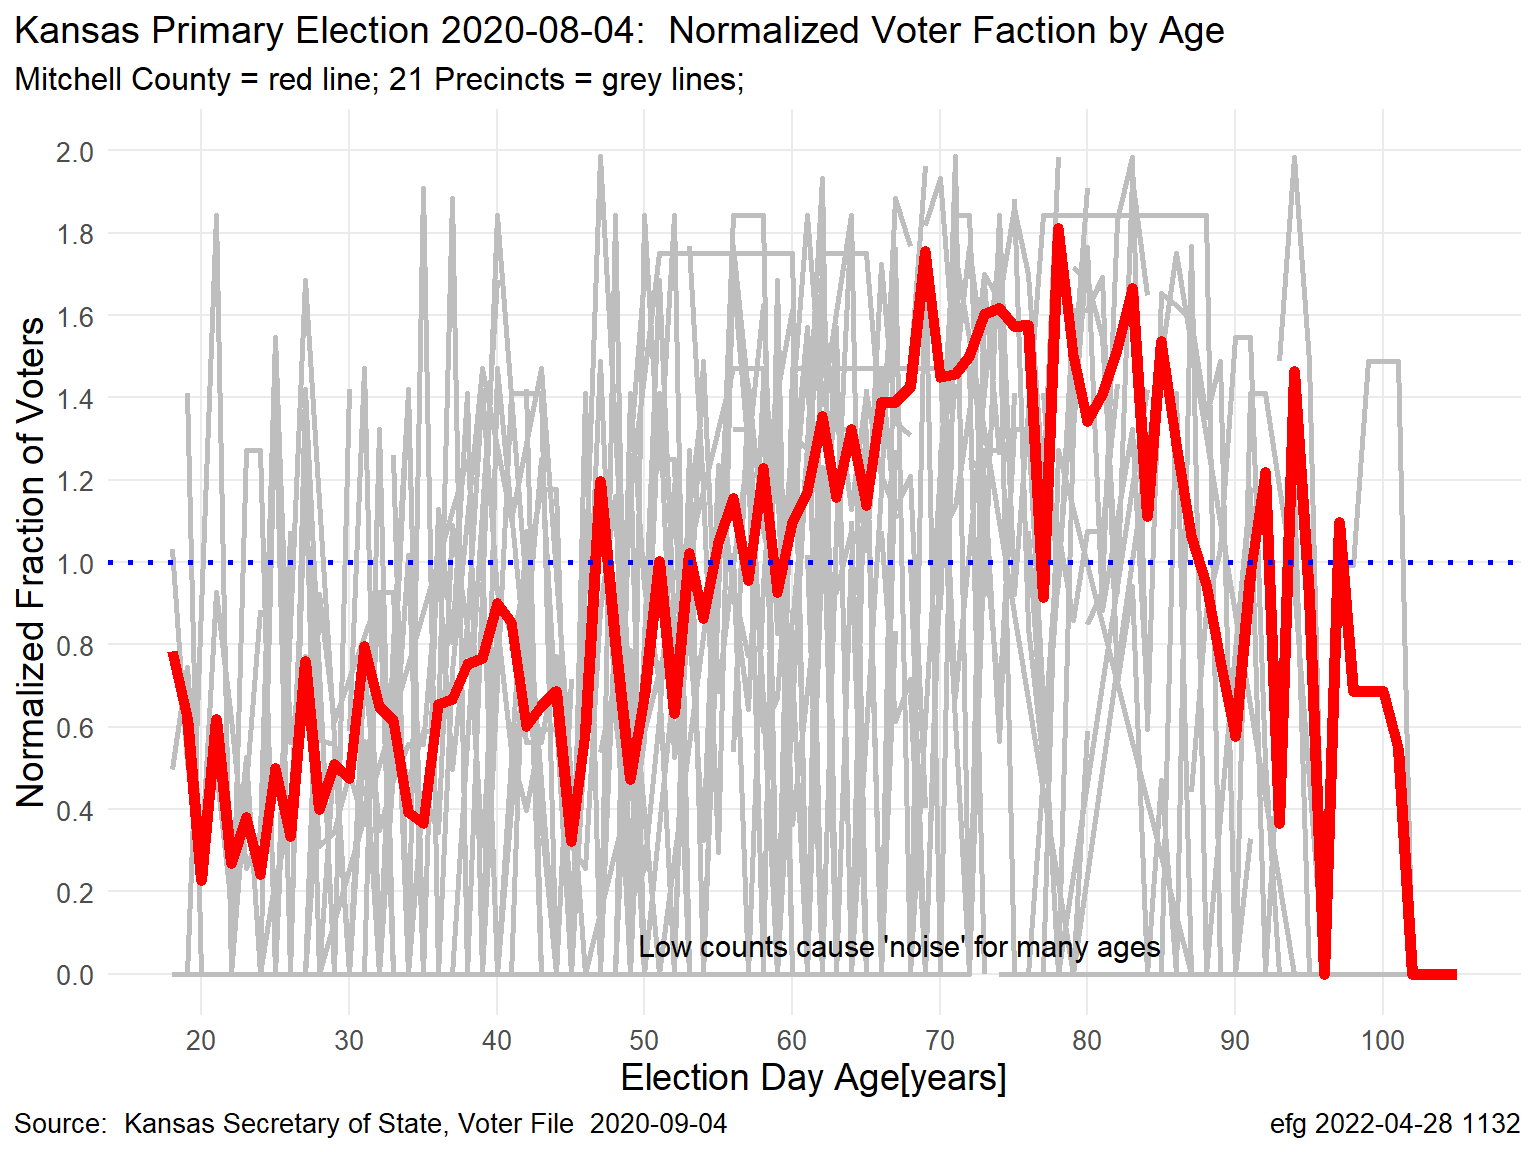 Kansas Primary Election 2020-08-04:  Normalized Voter Faction by Age
Mitchell County = red line; 21 Precincts = grey lines;
Normalized Fraction of Voters
2.0
1.8
1.6
1.4
1.2
1.0
0.8
0.6
0.4
0.2
0.0
Low counts cause 'noise' for many ages
20 30 40 50 60 70 80 90 100
Election Day Age[years]
Source:  Kansas Secretary of State, Voter File  2020-09-04
efg 2022-04-28 1132